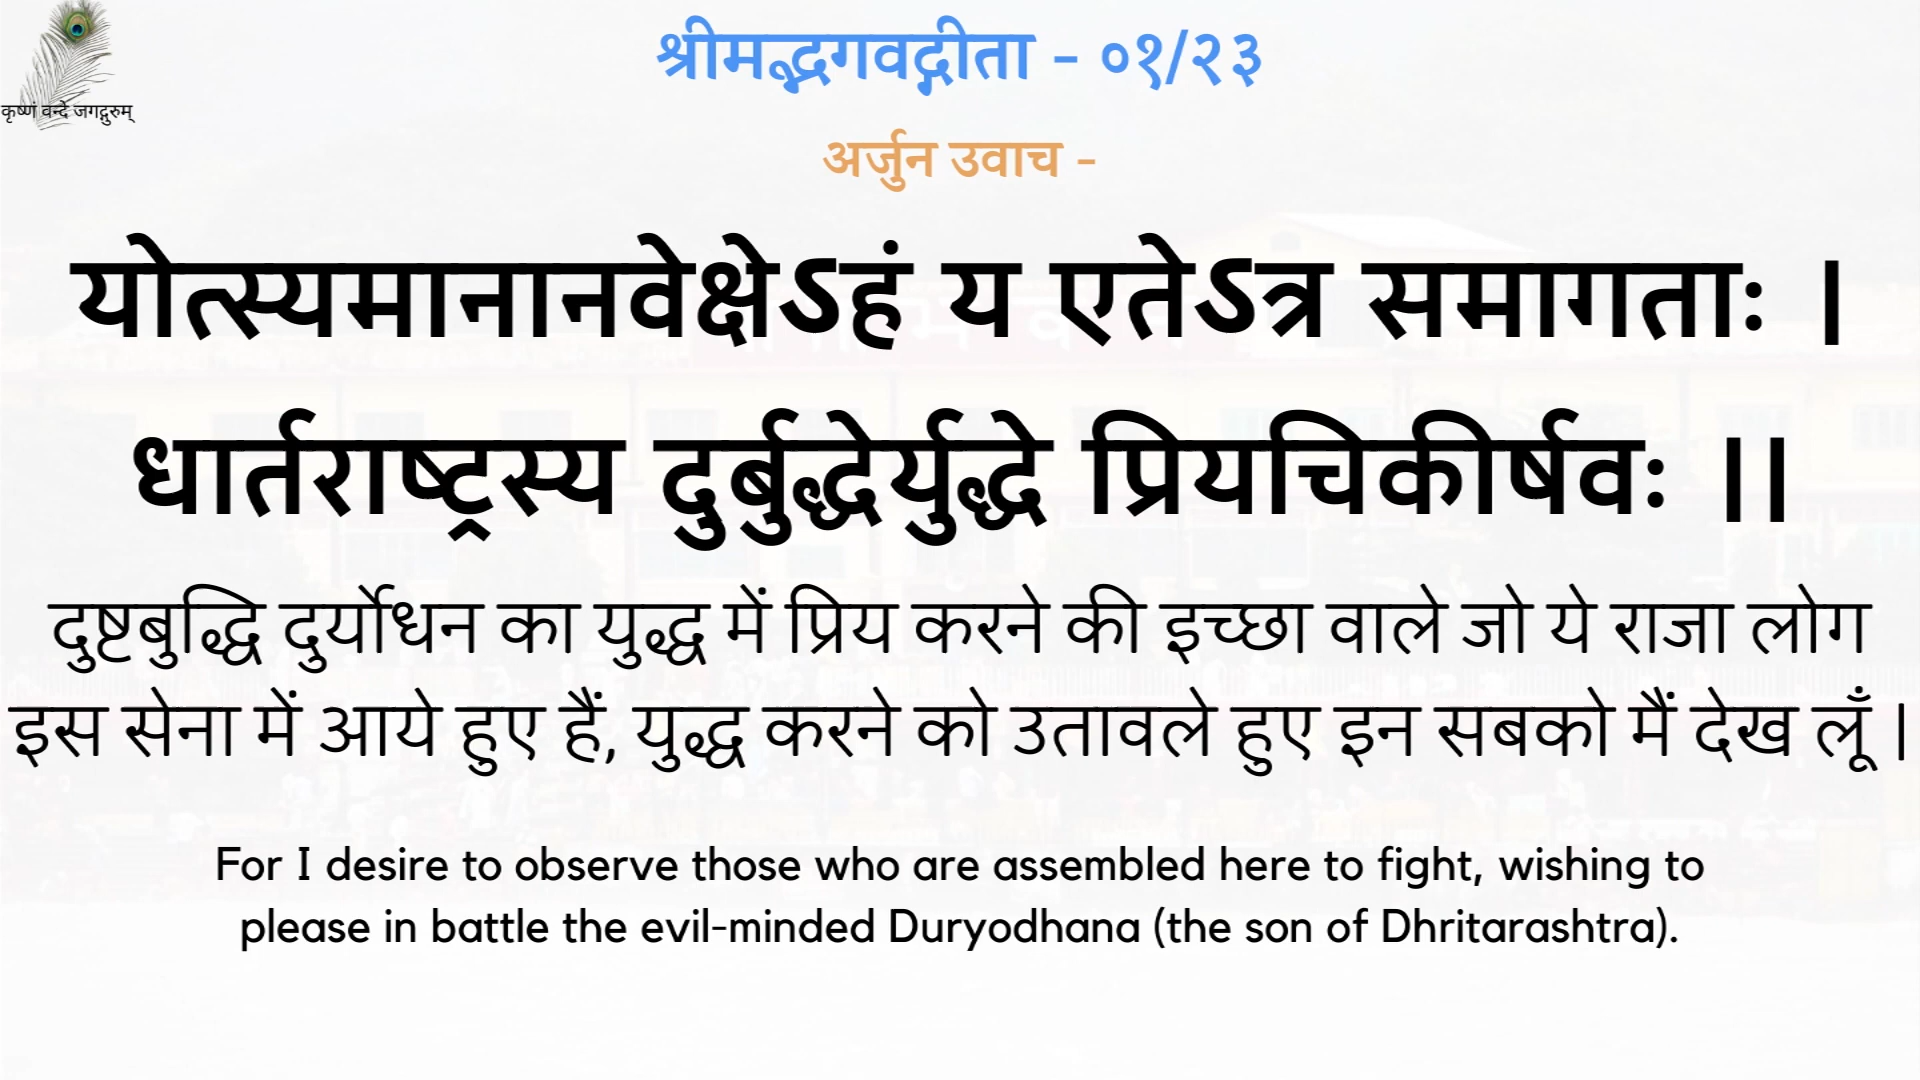 श्रीमद्भगवद्गीता - ०१/२३
कृष्णं वन्दे जगद्गुरुम्
अर्जुन उवाच -
योत्स्यमानानवेक्षेऽहं य एतेऽत्र समागताः ।
धार्तराष्ट्रस्य दुर्बुद्धेर्युद्धे प्रियचिकीर्षवः ।।
दुष्टबुद्धि दुर्योधन का युद्ध में प्रिय करने की इच्छा वाले जो ये राजा लोग
इस सेना में आये हुए हैं, युद्ध करने को उतावले हुए इन सबको मैं देख लूँ ।
For I desire to observe those who are assembled here to fight, wishing to
please in battle the evil-minded Duryodhana (the son of Dhritarashtra).